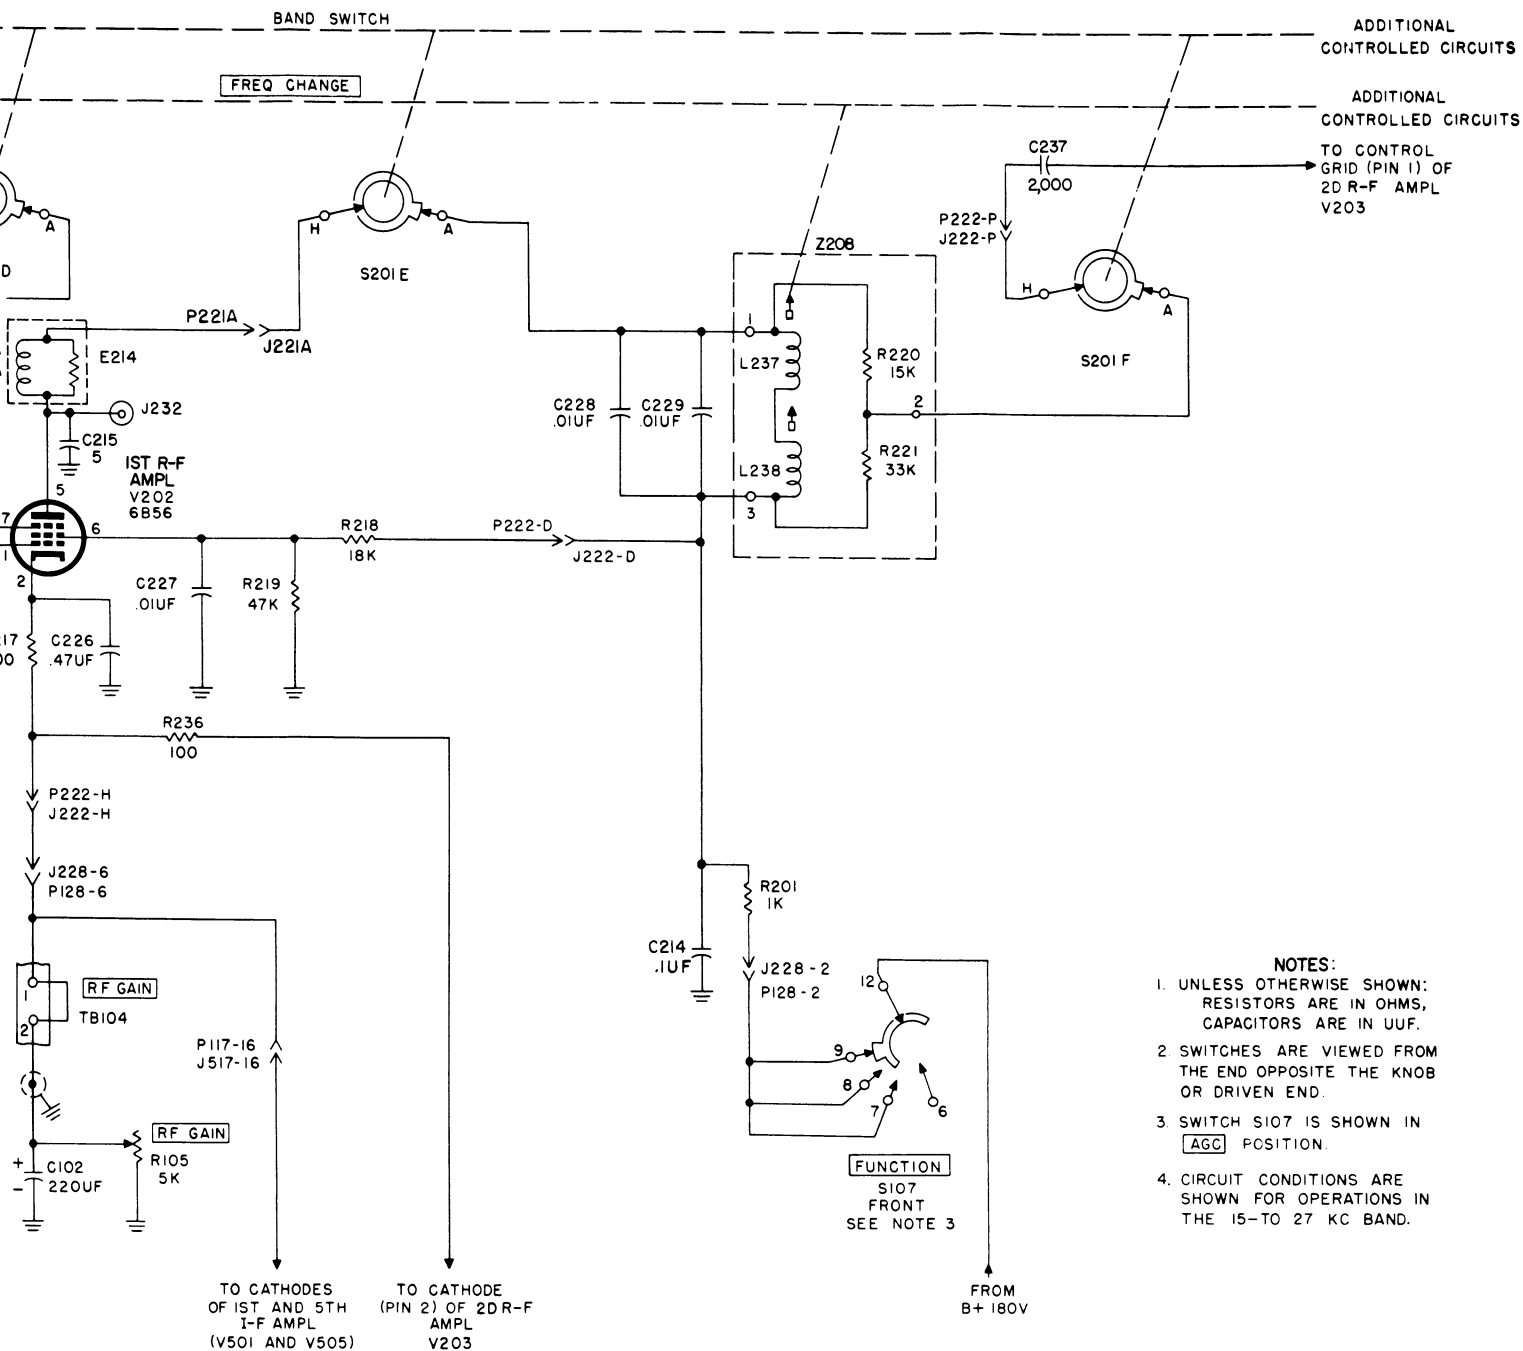 BAND SWITCH
ADDITIONAL
CONTROLLED CIRCUITS
FREQ CHANGE
ADDITIONAL
CONTROLLED CIRCUITS
C237
2,000
TO CONTROL
GRID (PIN 1) OF
2D R-F AMPL
V203
A
H
A
S201E
P222-P
J222-P
H
A
S201F
D
P221A
J221A
E214
J232
C215
5
Z208
1
L237
R220
15K
2
C228
.01UF
C229
.01UF
L238
R221
33K
3
1ST R-F
AMPL
V202
6B56
5
7
1
6
2
R218
18K
P222-D
J222-D
C227
.01UF
R219
47K
17
00
C226
.47UF
R236
100
P222-H
J222-H
J228-6
P128-6
R201
1K
C214
.1UF
J228-2
P128-2
12
9
8
7
6
FUNCTION
S107
FRONT
SEE NOTE 3
1
RF GAIN
2
TB104
P117-16
J517-16
RF GAIN
R105
5K
+
-
C102
220UF
TO CATHODES
OF 1ST AND 5TH
I-F AMPL
(V501 AND V505)
TO CATHODE
(PIN 2) OF 2D R-F
AMPL
V203
FROM
B+ 180V
NOTES:
1. UNLESS OTHERWISE SHOWN:
RESISTORS ARE IN OHMS,
CAPACITORS ARE IN UUF.
2. SWITCHES ARE VIEWED FROM
THE END OPPOSITE THE KNOB
OR DRIVEN END.
3. SWITCH S107 IS SHOWN IN
AGC POSITION.
4. CIRCUIT CONDITIONS ARE
SHOWN FOR OPERATIONS IN
THE 15-TO 27 KC BAND.